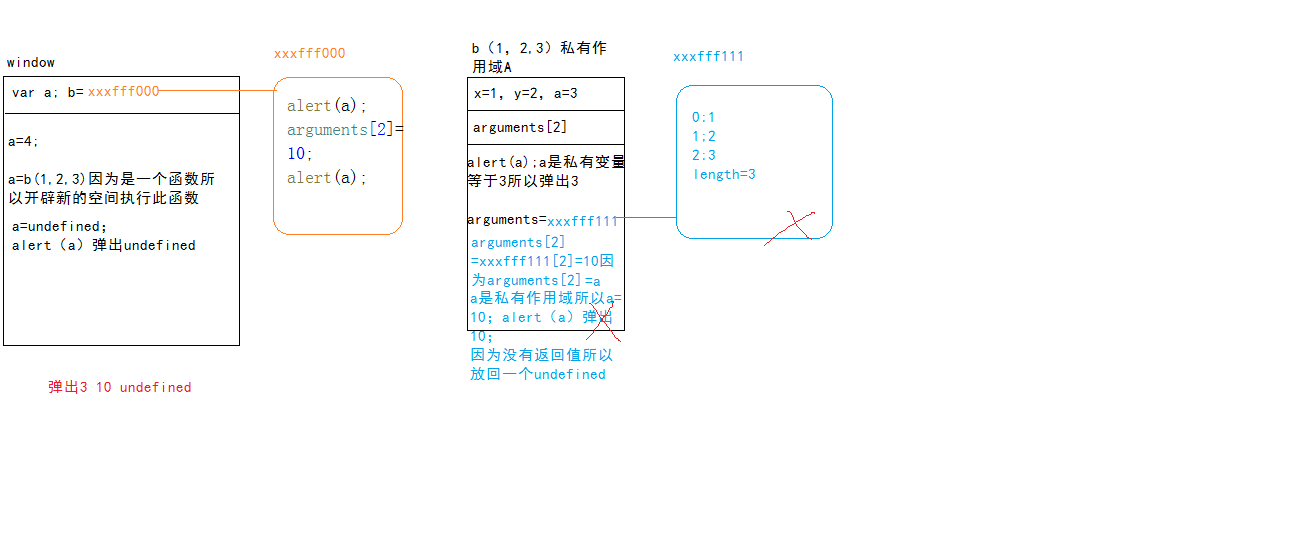 window
var a; b= xxxfff000
a=4;
a=b(1,2,3)因为是一个函数所
以开辟新的空间执行此函数
a=undefined;
alert（a）弹出undefined
弹出3 10 undefined
xxxfff000
alert(a);
arguments[2]=
10;
alert(a);
b（1, 2,3）私有作
用域A
x=1, y=2, a=3
arguments[2]
alert(a);a是私有变量
等于3所以弹出3
arguments=xxxfff111
arguments[2]
=xxxfff111[2]=10因
为arguments[2]=a
a是私有作用域所以a=
10; alert（a）弹出
10;
因为没有返回值所以
放回一个undefined
xxxfff111
0:1
1;2
2:3
length=3